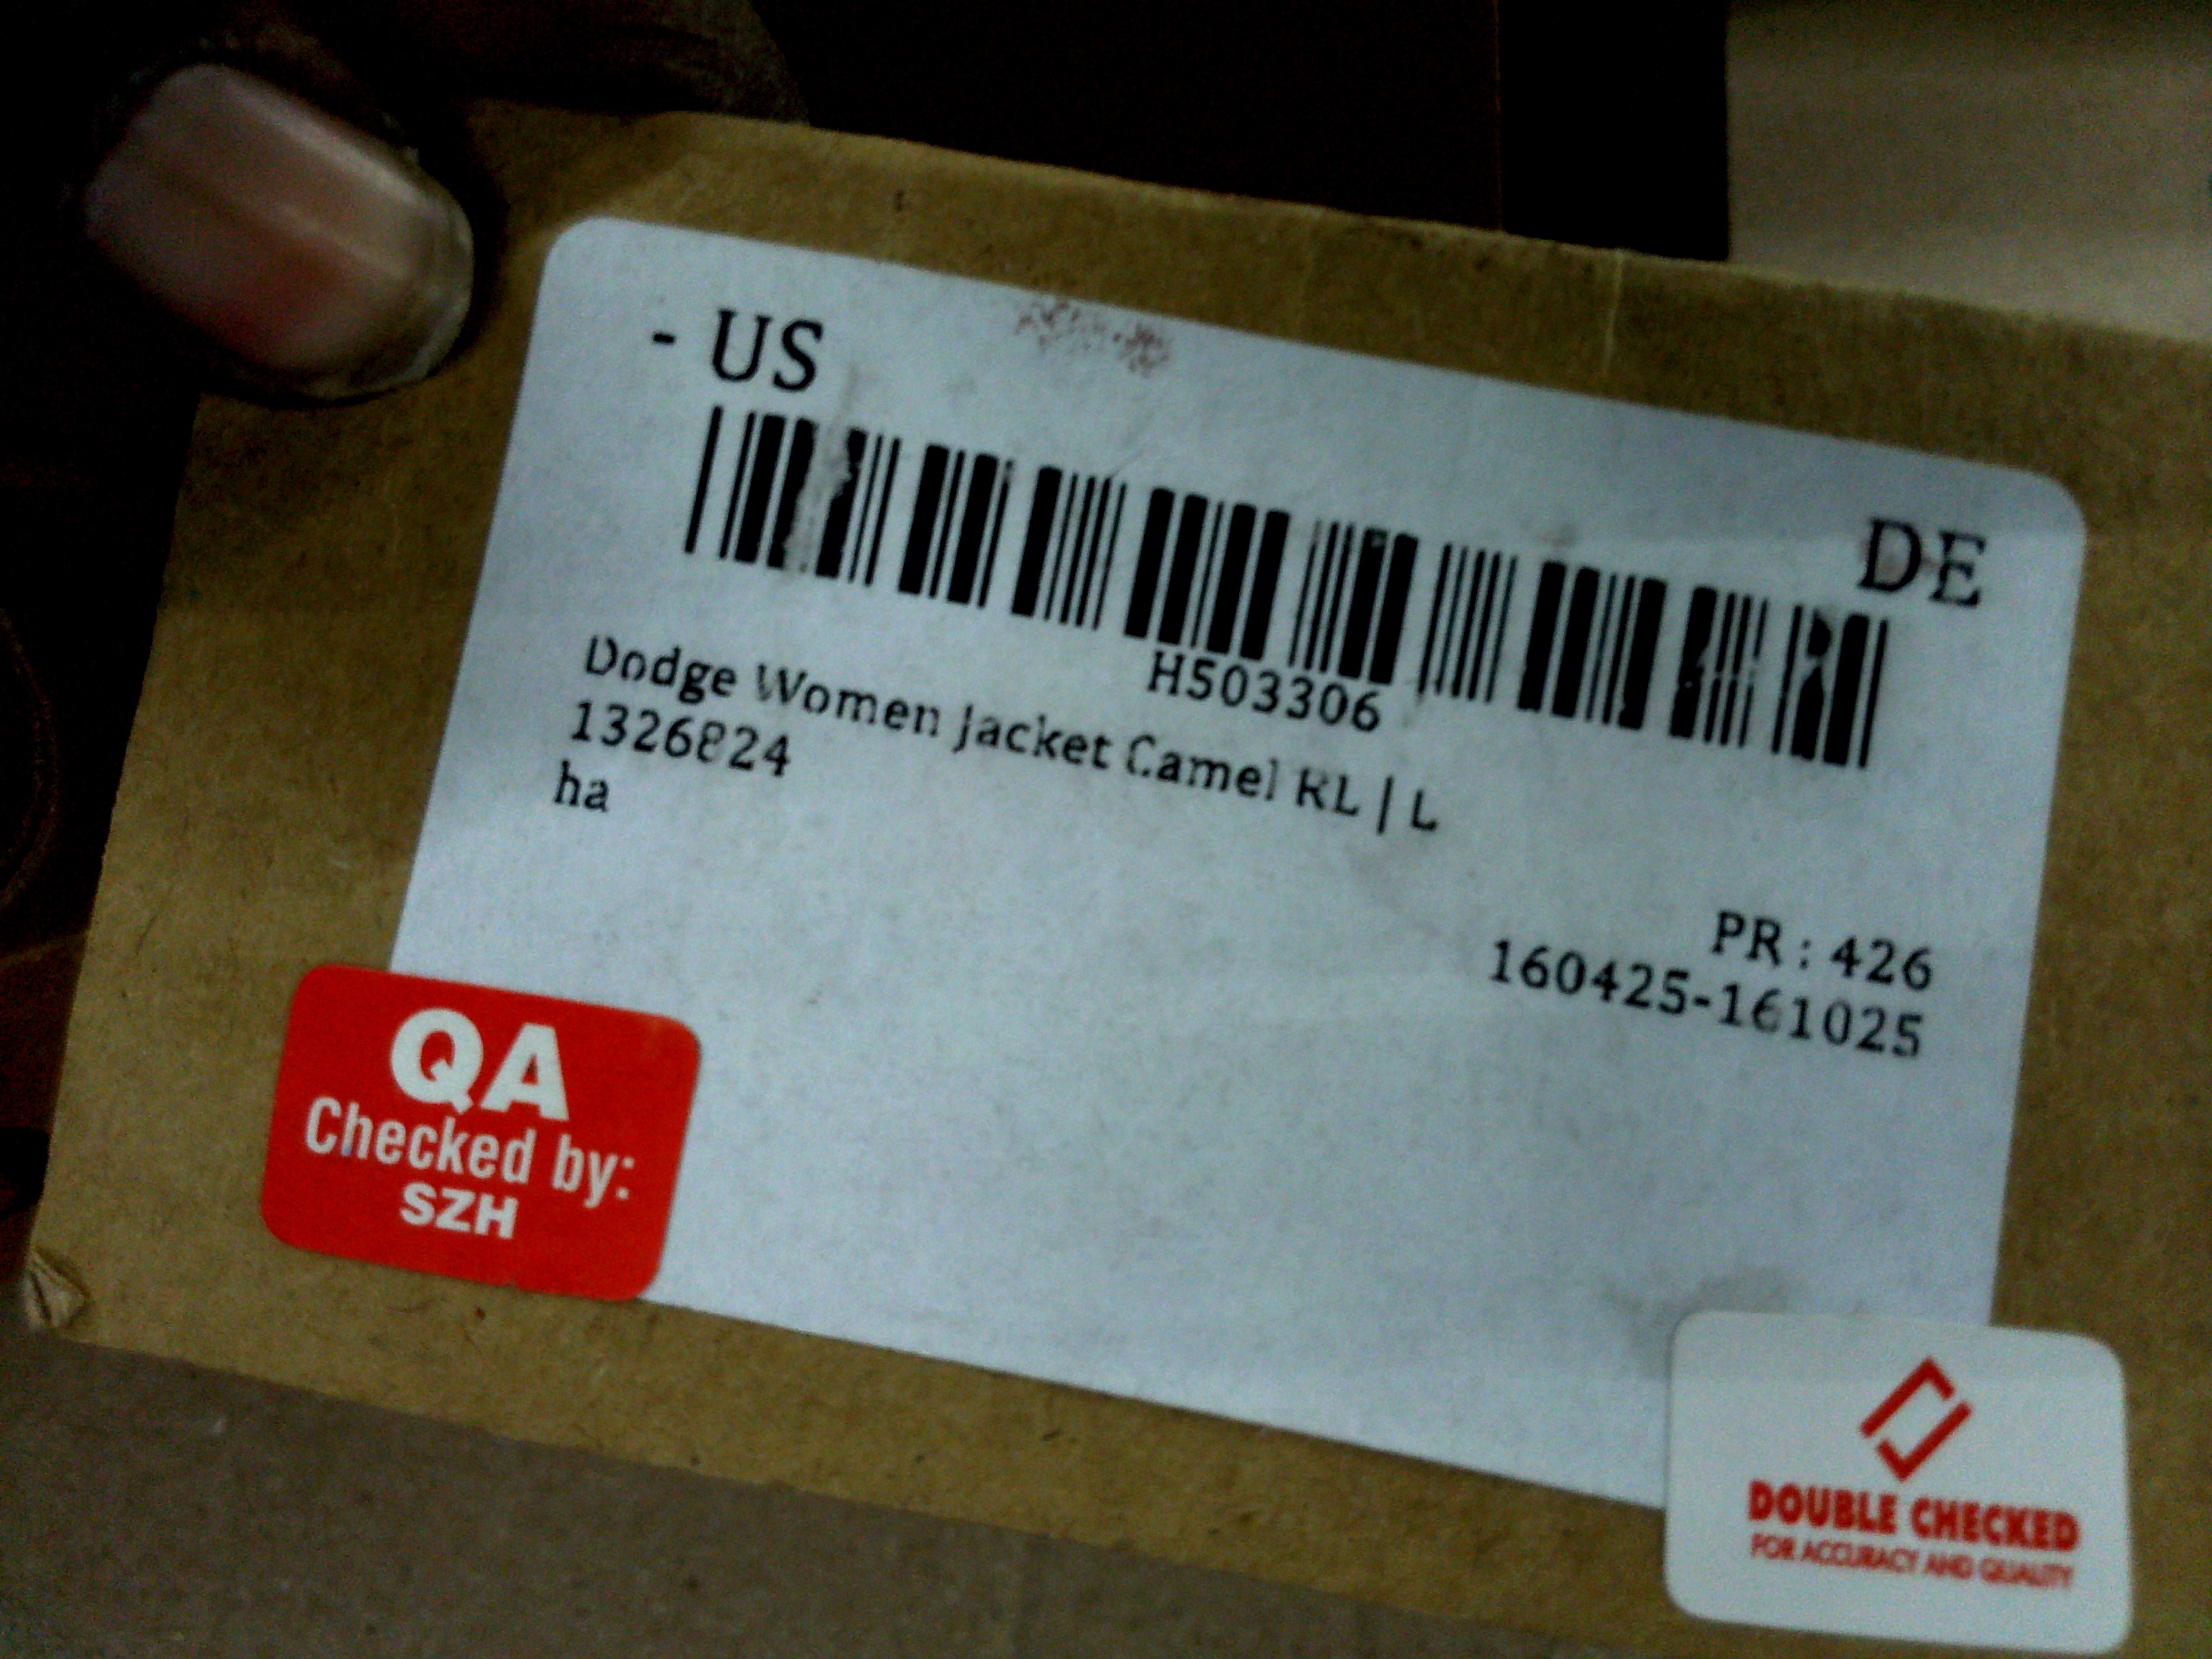 - US
DE
H503306
Dodge Women Jacket Camel RL | L
1326824
ha
PR : 426
160425-161025
QA
Checked by:
SZH
DOUBLE CHECKED
FOR ACCURACY AND QUALITY